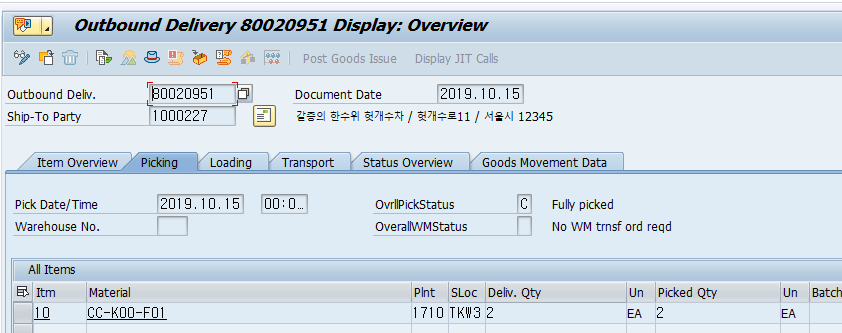 Outbound Delivery 80020951 Display: Overview
Post Goods Issue Display JIT Calls
Outbound Deliv. 80020951 Document Date 2019.10.15
Ship-To Party 1000227 갈증의 한수위 헛개수차 / 헛개수로11 / 서울시 12345
Item Overview Picking Loading Transport Status Overview Goods Movement Data
Pick Date/Time 2019.10.15 00:0… OvrllPickStatus C Fully picked
Warehouse No. OverallWMStatus No WM trnsf ord reqd
All Items
Itm Material Plnt SLoc Deliv. Qty Un Picked Qty Un Batch
10 CC-K00-F01 1710 TKW3 2 EA 2 EA